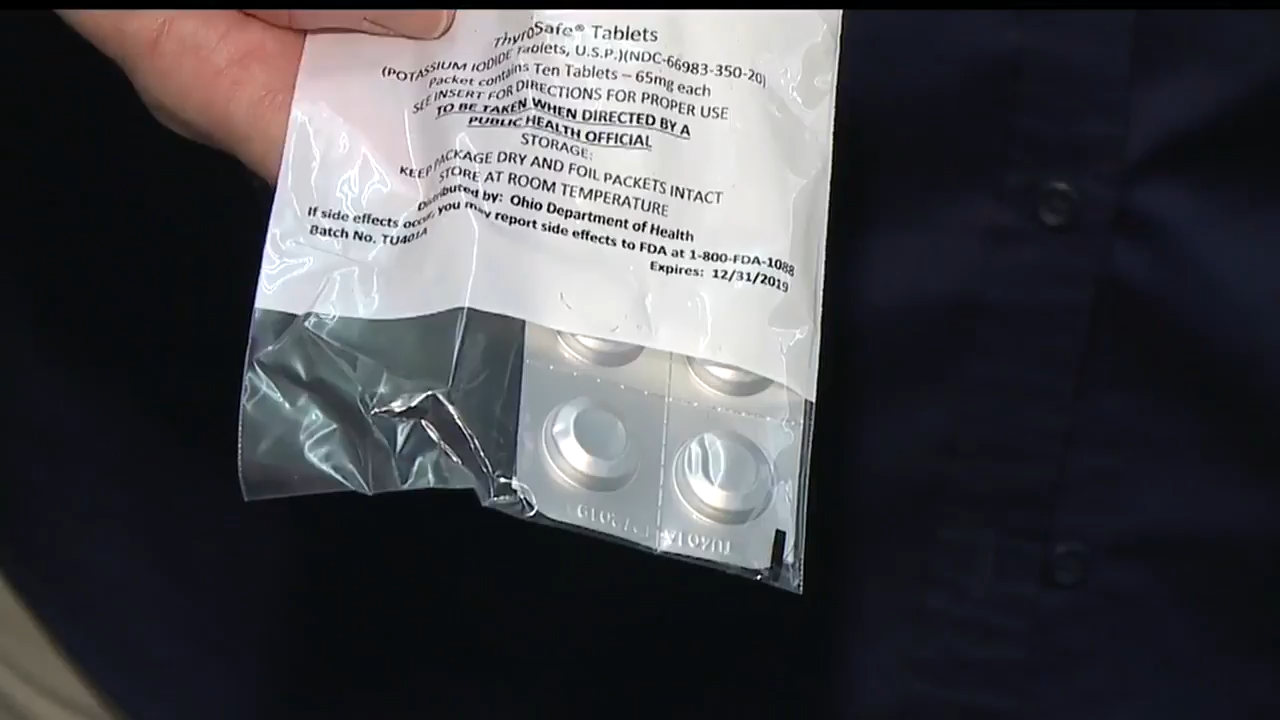 ThyroSafe® Tablets
(POTASSIUM IODIDE Tablets, U.S.P.)(NDC-66983-350-20)
Packet contains Ten Tablets – 65mg each
SEE INSERT FOR DIRECTIONS FOR PROPER USE
TO BE TAKEN WHEN DIRECTED BY A
PUBLIC HEALTH OFFICIAL
STORAGE:
KEEP PACKAGE DRY AND FOIL PACKETS INTACT
STORE AT ROOM TEMPERATURE
Distributed by: Ohio Department of Health
If side effects occur, you may report side effects to FDA at 1-800-FDA-1088
Batch No. TU401A
Expires: 12/31/2019
TU401A